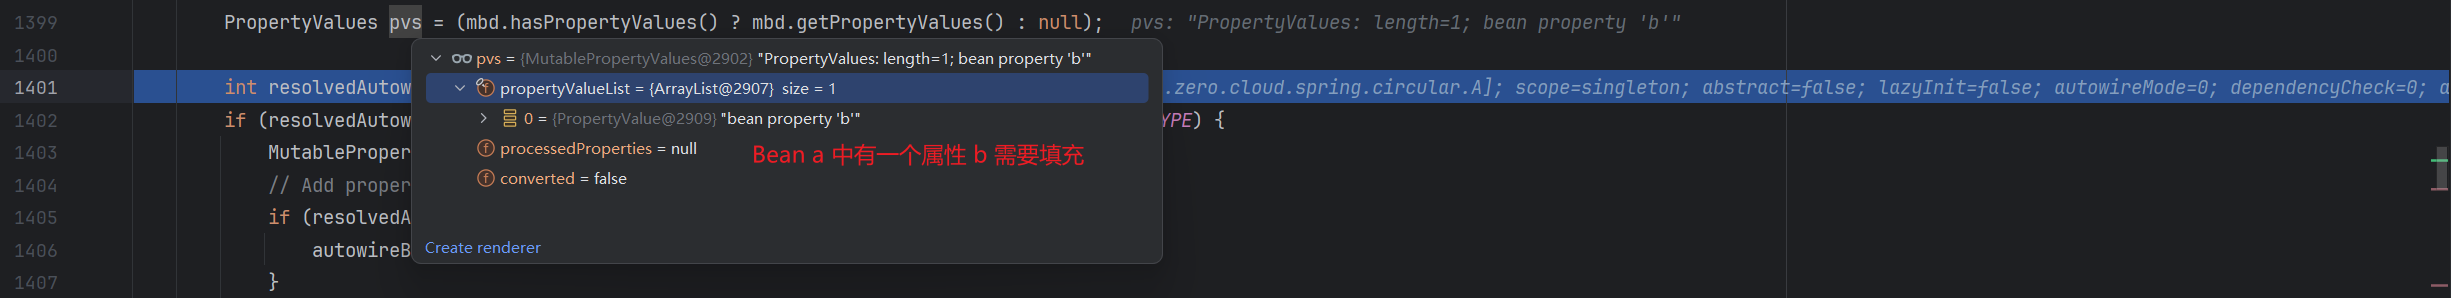 1399 PropertyValues pvs = (mbd.hasPropertyValues() ? mbd.getPropertyValues() : null); pvs: "PropertyValues: length=1; bean property 'b'"
1400
pvs = {MutablePropertyValues@2902} "PropertyValues: length=1; bean property 'b'"
1401 int resolvedAutow
propertyValueList = {ArrayList@2907} size = 1
.zero.cloud.spring.circular.A]; scope=singleton; abstract=false; lazyInit=false; autowireMode=0; dependencyCheck=0; a
1402 if (resolvedAutow
0 = {PropertyValue@2909} "bean property 'b'"
YPE) {
1403 MutableProper
processedProperties = null
Bean a 中有一个属性 b 需要填充
1404 // Add proper
converted = false
1405 if (resolvedA
1406 autowireB
Create renderer
1407 }